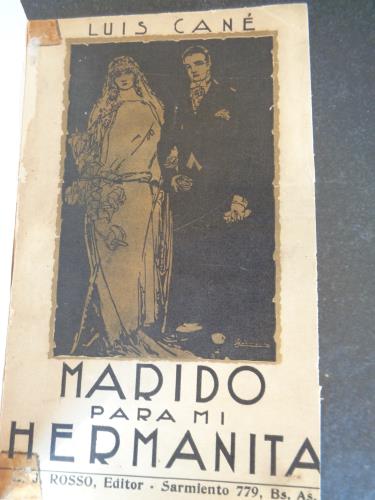 LUIS CANÉ
MARIDO
PARA MI
HERMANITA
J. ROSSO, Editor - Sarmiento 779, Bs. As.